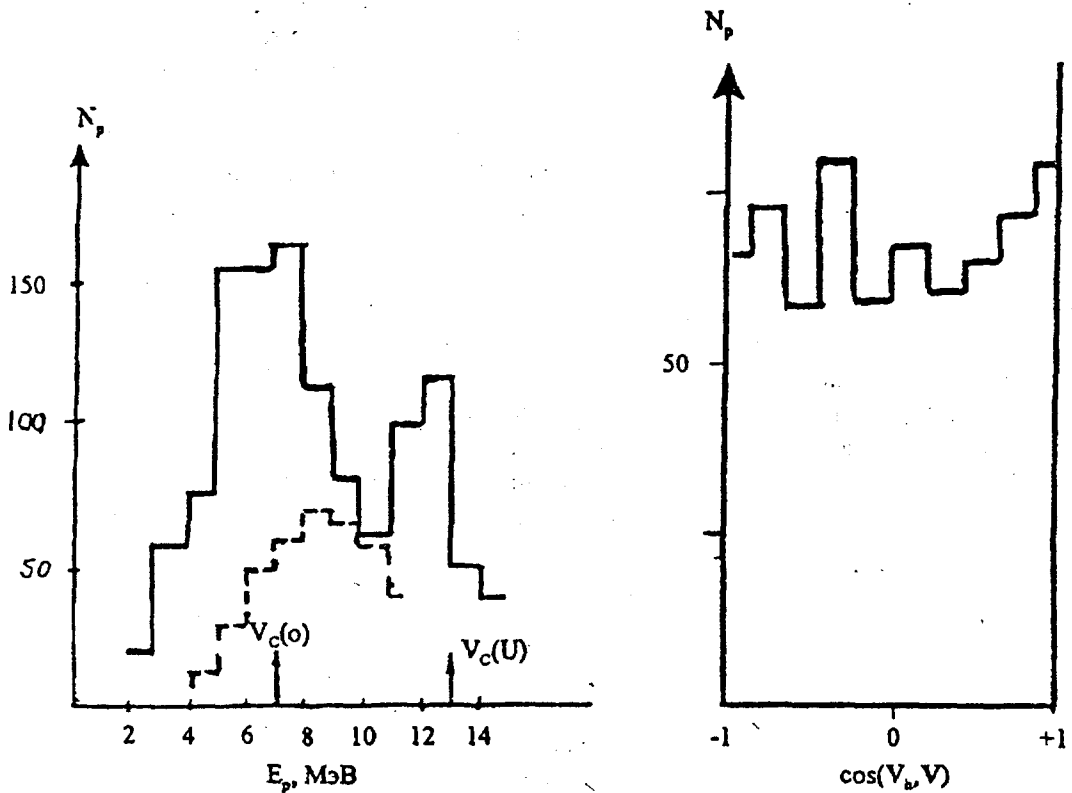 N_p
150
100
50
V_C(o)
V_C(U)
2 4 6 8 10 12 14
E_p, МэВ
N_p
50
-1 0 +1
cos(V_h, V)